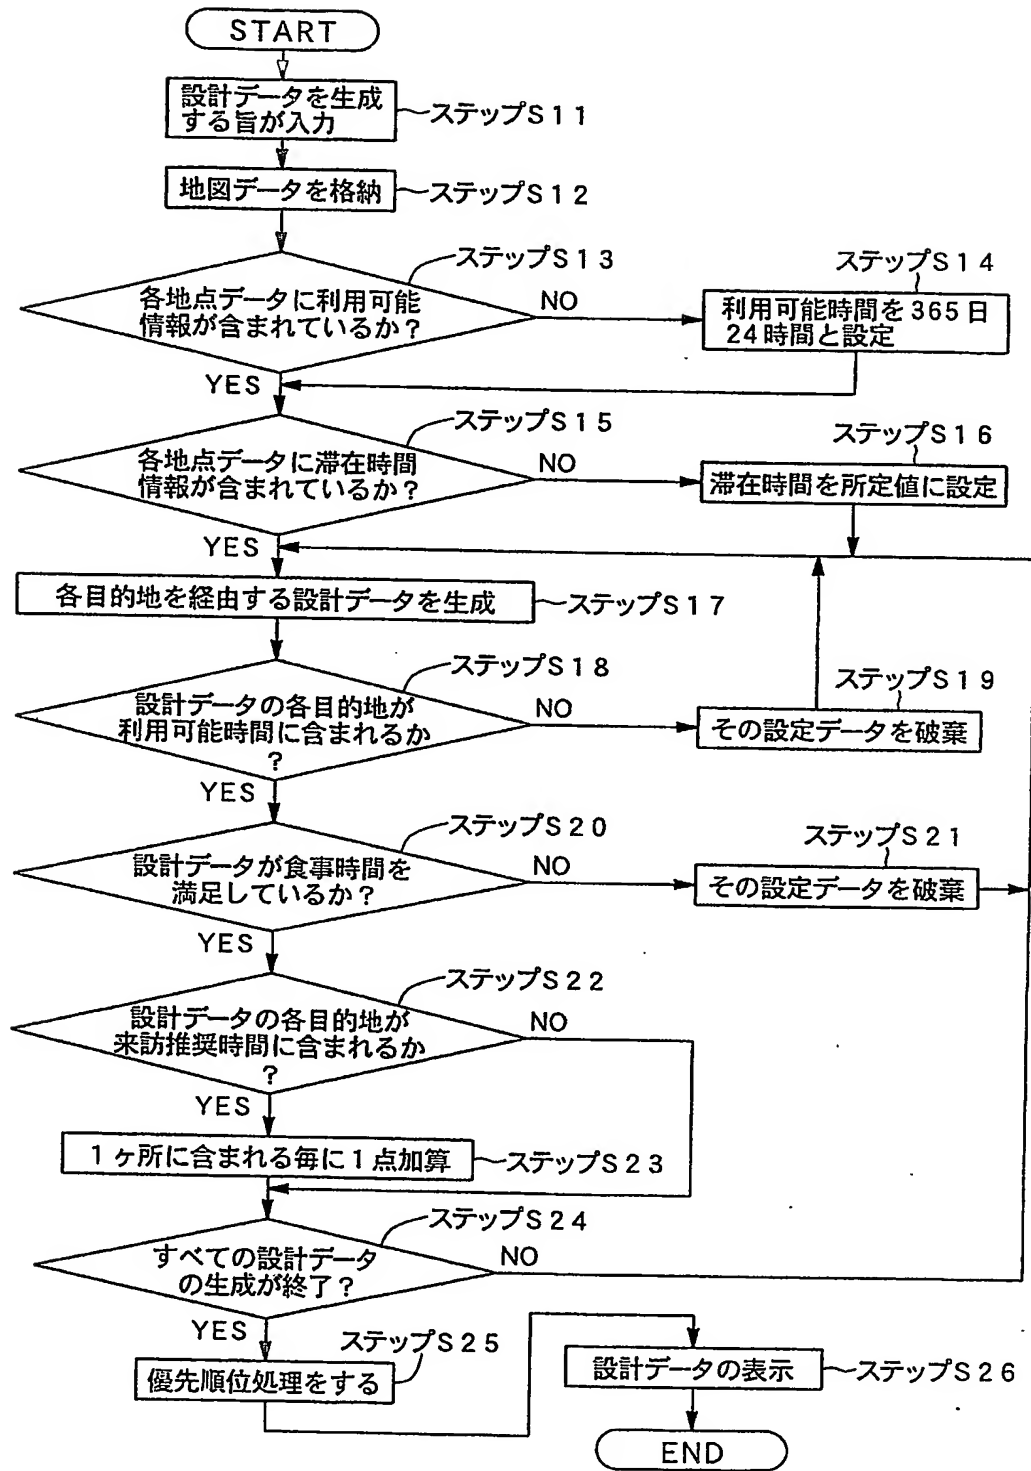 START
設計データを生成
する旨が入力
ステップS11
地図データを格納
ステップS12
ステップS13
各地点データに利用可能
情報が含まれているか?
NO
ステップS14
利用可能時間を365日
24時間と設定
YES
ステップS15
各地点データに滞在時間
情報が含まれているか?
NO
ステップS16
滞在時間を所定値に設定
YES
各目的地を経由する設計データを生成
ステップS17
ステップS18
設計データの各目的地が
利用可能時間に含まれるか
?
NO
ステップS19
その設定データを破棄
YES
ステップS20
設計データが食事時間を
満足しているか?
NO
ステップS21
その設定データを破棄
YES
ステップS22
設計データの各目的地が
来訪推奨時間に含まれるか
?
NO
YES
1ヶ所に含まれる毎に1点加算
ステップS23
ステップS24
すべての設計データ
の生成が終了?
NO
YES
ステップS25
優先順位処理をする
設計データの表示
ステップS26
END